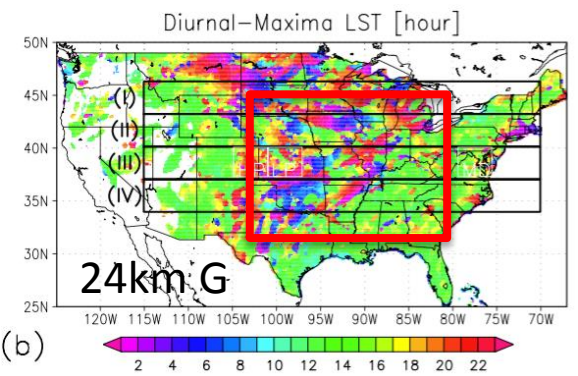 Diurnal-Maxima LST [hour]
50N
45N
(I)
(II)
40N
(III)
35N
(IV)
30N
24km G
25N
120W 115W 110W 105W 100W 95W 90W 85W 80W 75W 70W
(b)
2 4 6 8 10 12 14 16 18 20 22